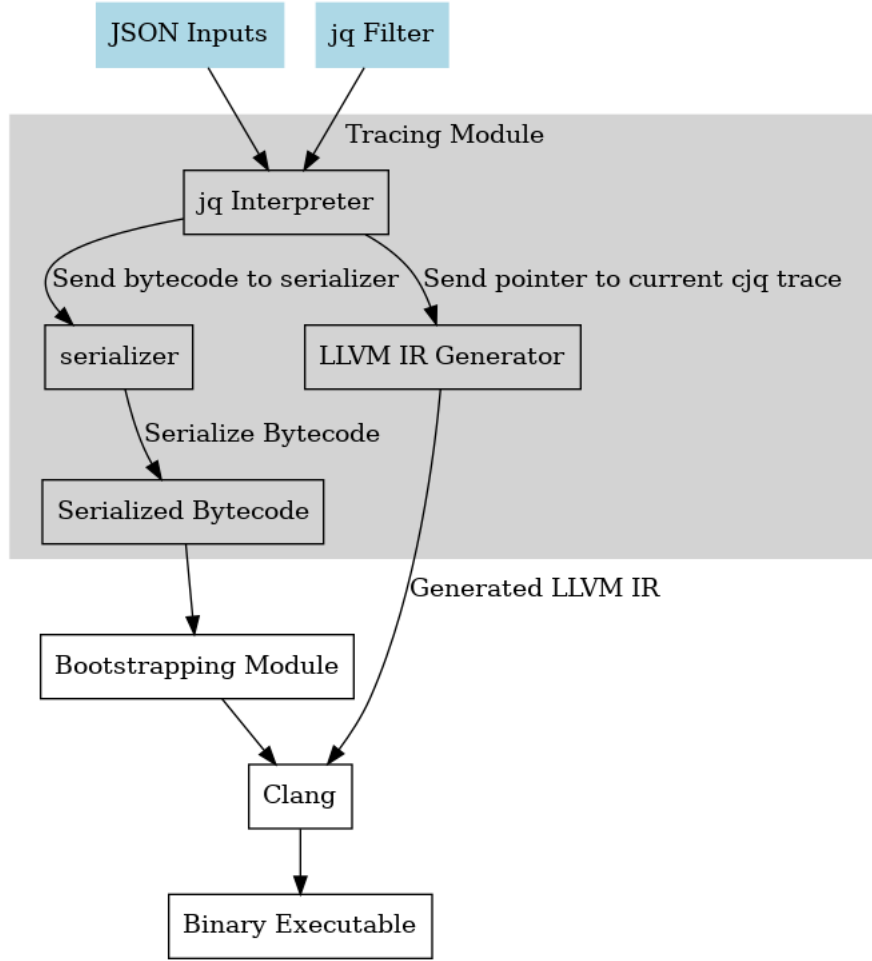 JSON Inputs
jq Filter
Tracing Module
jq Interpreter
Send bytecode to serializer
Send pointer to current cjq trace
serializer
LLVM IR Generator
Serialize Bytecode
Serialized Bytecode
Generated LLVM IR
Bootstrapping Module
Clang
Binary Executable